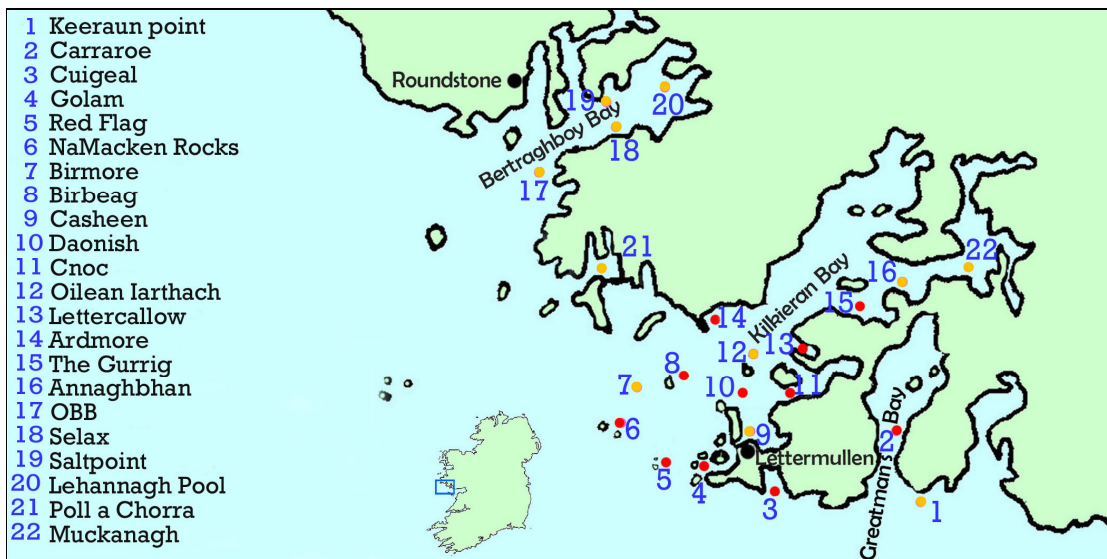 1 Keeraun point
2 Carraroe
3 Cuigeal
4 Golam
5 Red Flag
6 NaMacken Rocks
7 Birmore
8 Birbeag
9 Casheen
10 Daonish
11 Cnoc
12 Oilean Iarthach
13 Lettercallow
14 Ardmore
15 The Gurrig
16 Annaghbhan
17 OBB
18 Selax
19 Saltpoint
20 Lehannagh Pool
21 Poll a Chorra
22 Muckanagh
Roundstone
19
20
Bertraghboy Bay
18
17
21
22
16
15
Kilkieran Bay
14
13
12
8
7
10
11
6
9
2
Greatman's Bay
Lettermullen
5
4
3
1